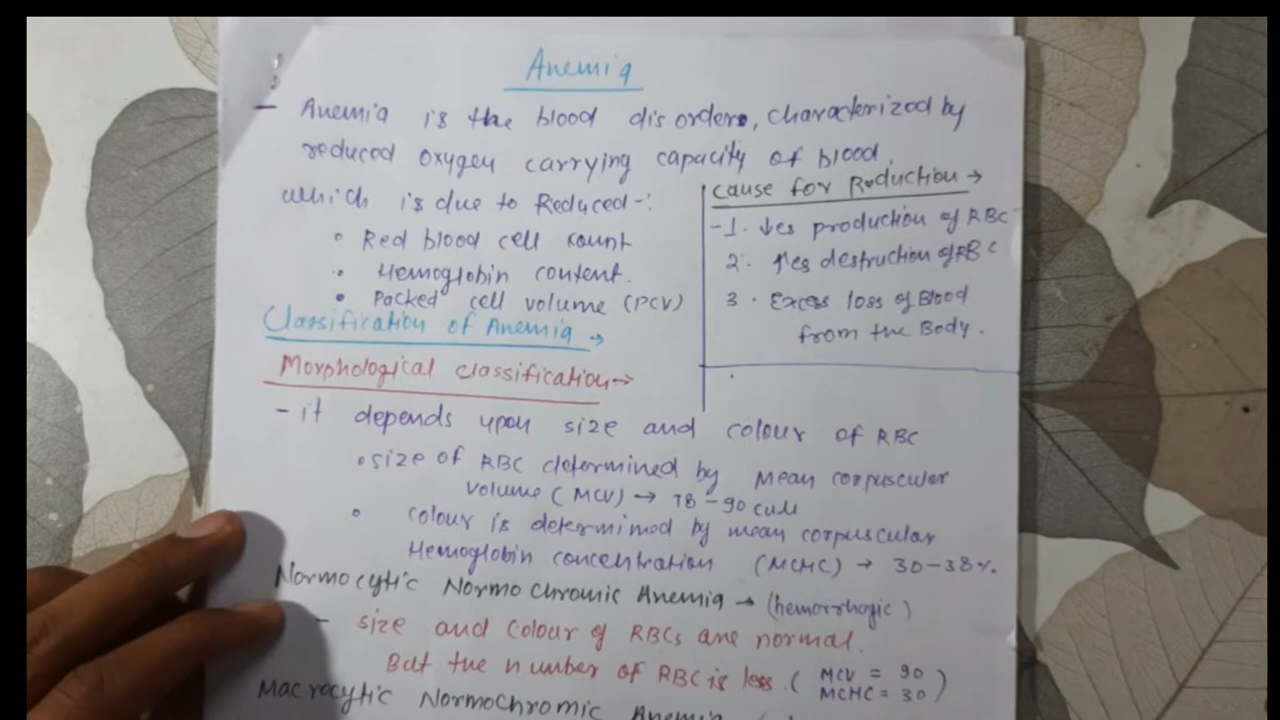 Anemia
- Anemia is the blood disorder, characterized by
reduced oxygen carrying capacity of blood
which is due to Reduced -:
• Red blood cell count
• Hemoglobin content.
• Packed cell volume (PCV)
cause for Reduction →
-1. ↓es production of RBC
2. ↑es destruction of RBC
3. Excess loss of Blood
from the Body.
Classification of Anemia →
Morphological classification →
- it depends upon size and colour of RBC
• size of RBC determined by Mean corpuscular
Volume (MCV) → 78-90 cuμ
• colour is determined by mean corpuscular
Hemoglobin concentration (MCHC) → 30-38%.
Normocytic Normo Chromic Anemia → (hemorrhagic)
- size and colour of RBCs are normal.
But the number of RBC is less. (MCV = 90
MCHC = 30)
Macrocytic Normochromic Anemia